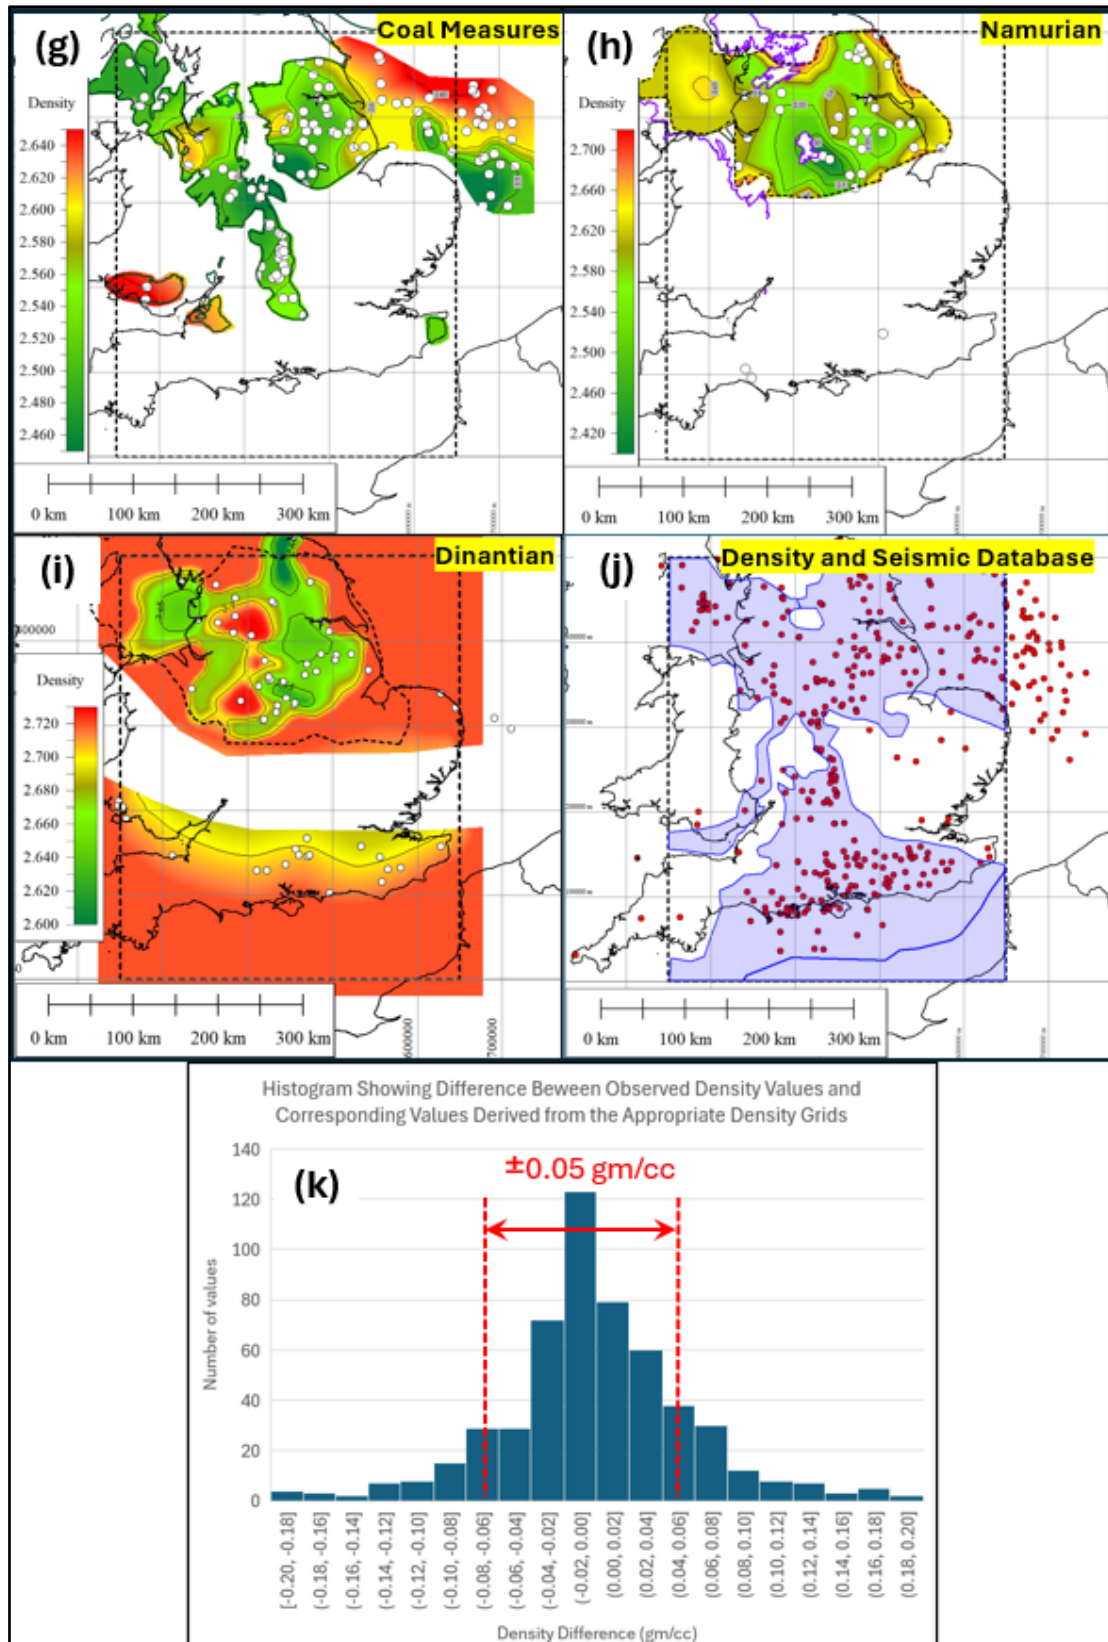 (g)
Coal Measures
Density
2.640
2.620
2.600
2.580
2.560
2.540
2.520
2.500
2.480
2.460
0 km 100 km 200 km 300 km
(h)
Namurian
Density
2.700
2.660
2.620
2.580
2.540
2.500
2.460
2.420
0 km 100 km 200 km 300 km
(i)
Dinantian
Density
2.720
2.700
2.680
2.660
2.640
2.620
2.600
0 km 100 km 200 km 300 km
600000
700000
(j)
Density and Seismic Database
0 km 100 km 200 km 300 km
Histogram Showing Difference Beween Observed Density Values and
Corresponding Values Derived from the Appropriate Density Grids
(k)
±0.05 gm/cc
Number of values
140
120
100
80
60
40
20
0
[-0.20, -0.18]
(-0.18, -0.16]
(-0.16, -0.14]
(-0.14, -0.12]
(-0.12, -0.10]
(-0.10, -0.08]
(-0.08, -0.06]
(-0.06, -0.04]
(-0.04, -0.02]
(-0.02, 0.00]
(0.00, 0.02]
(0.02, 0.04]
(0.04, 0.06]
(0.06, 0.08]
(0.08, 0.10]
(0.10, 0.12]
(0.12, 0.14]
(0.14, 0.16]
(0.16, 0.18]
(0.18, 0.20]
Density Difference (gm/cc)